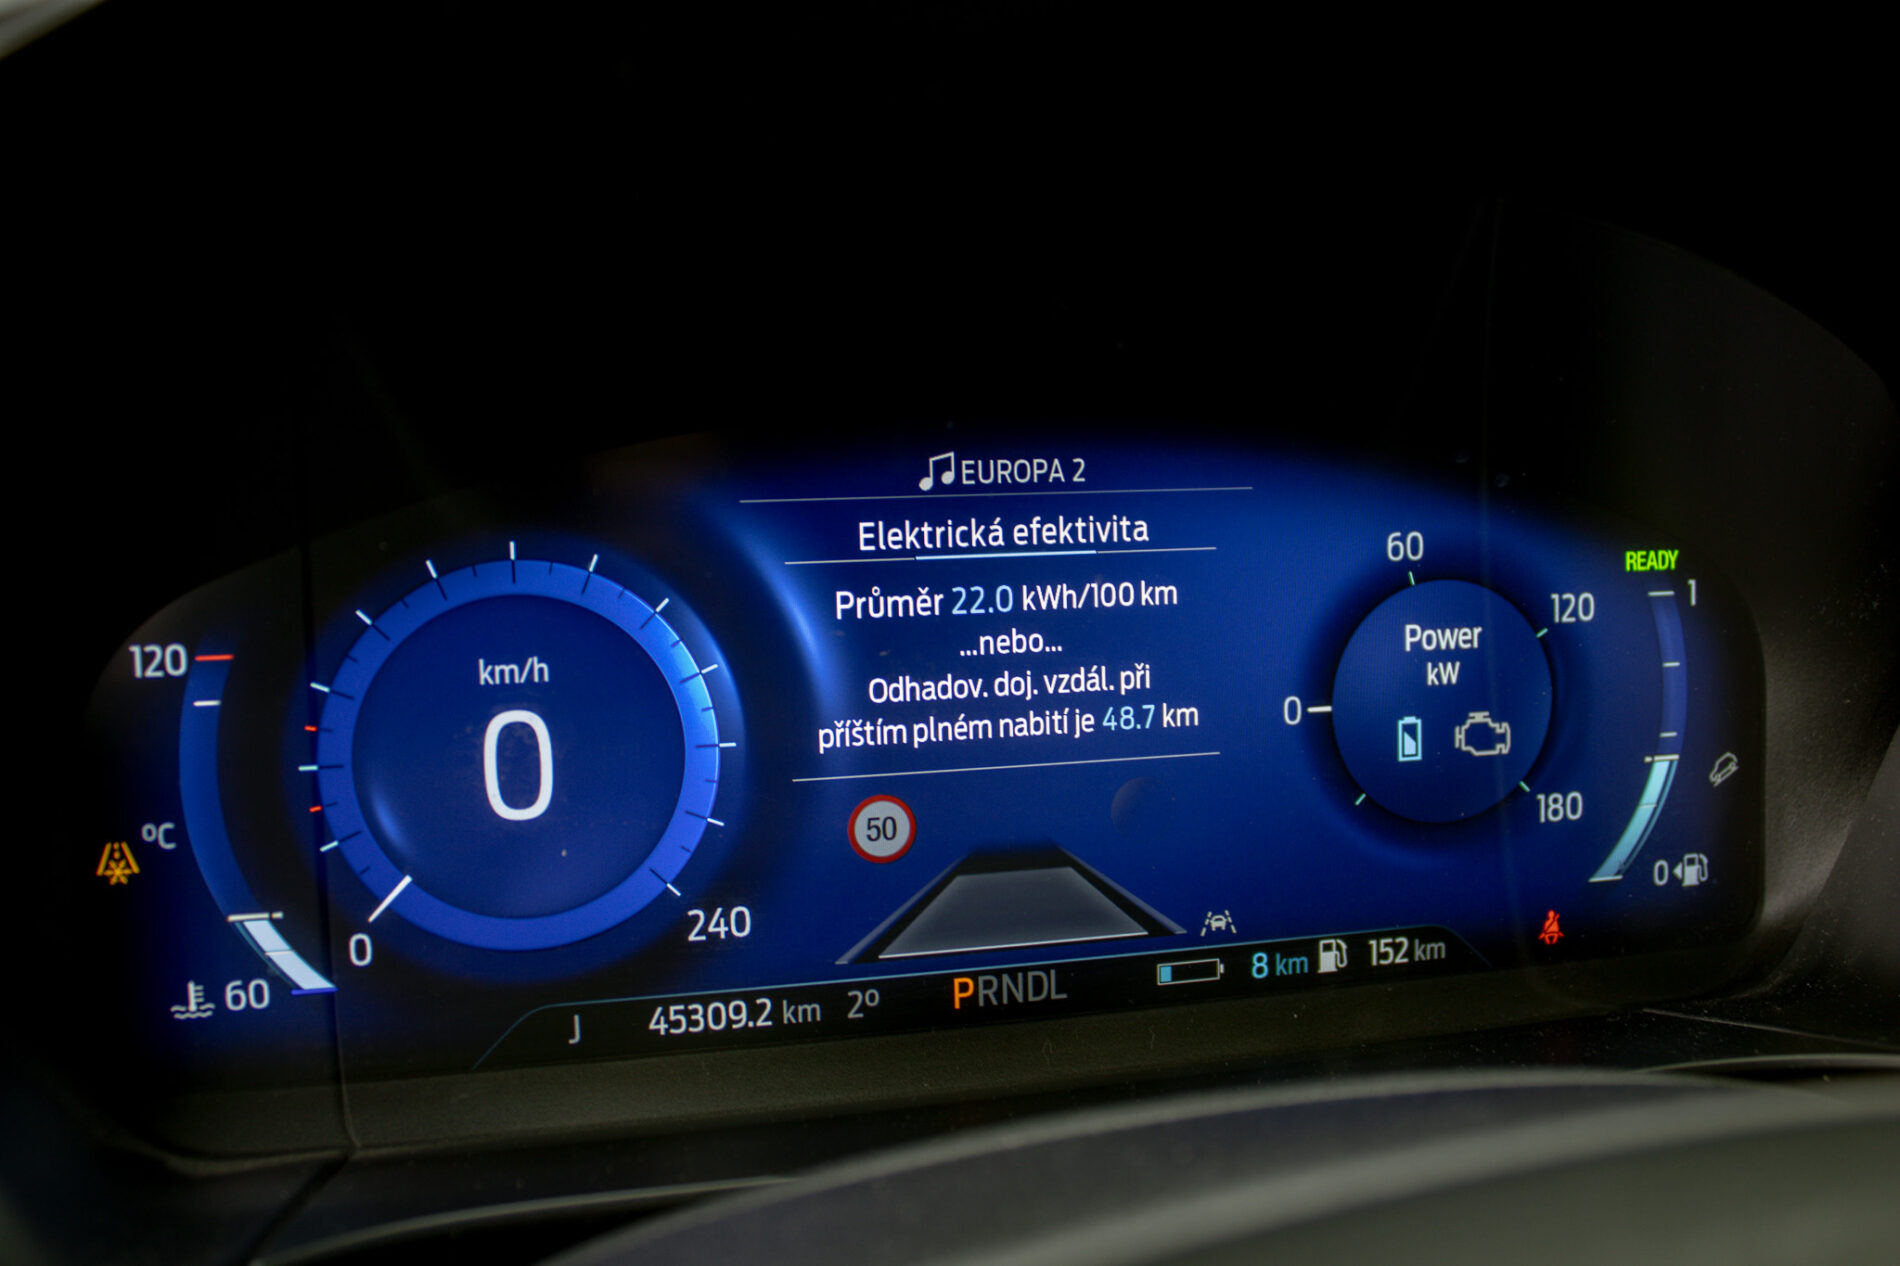 EUROPA 2
Elektrická efektivita
Průměr 22.0 kWh/100 km
...nebo...
Odhadov. doj. vzdál. při
příštím plném nabití je 48.7 km
120
°C
60
km/h
0
0
240
50
60
120
0
Power
kW
180
READY
1
0
J 45309.2 km 2° PRNDL 8 km 152 km